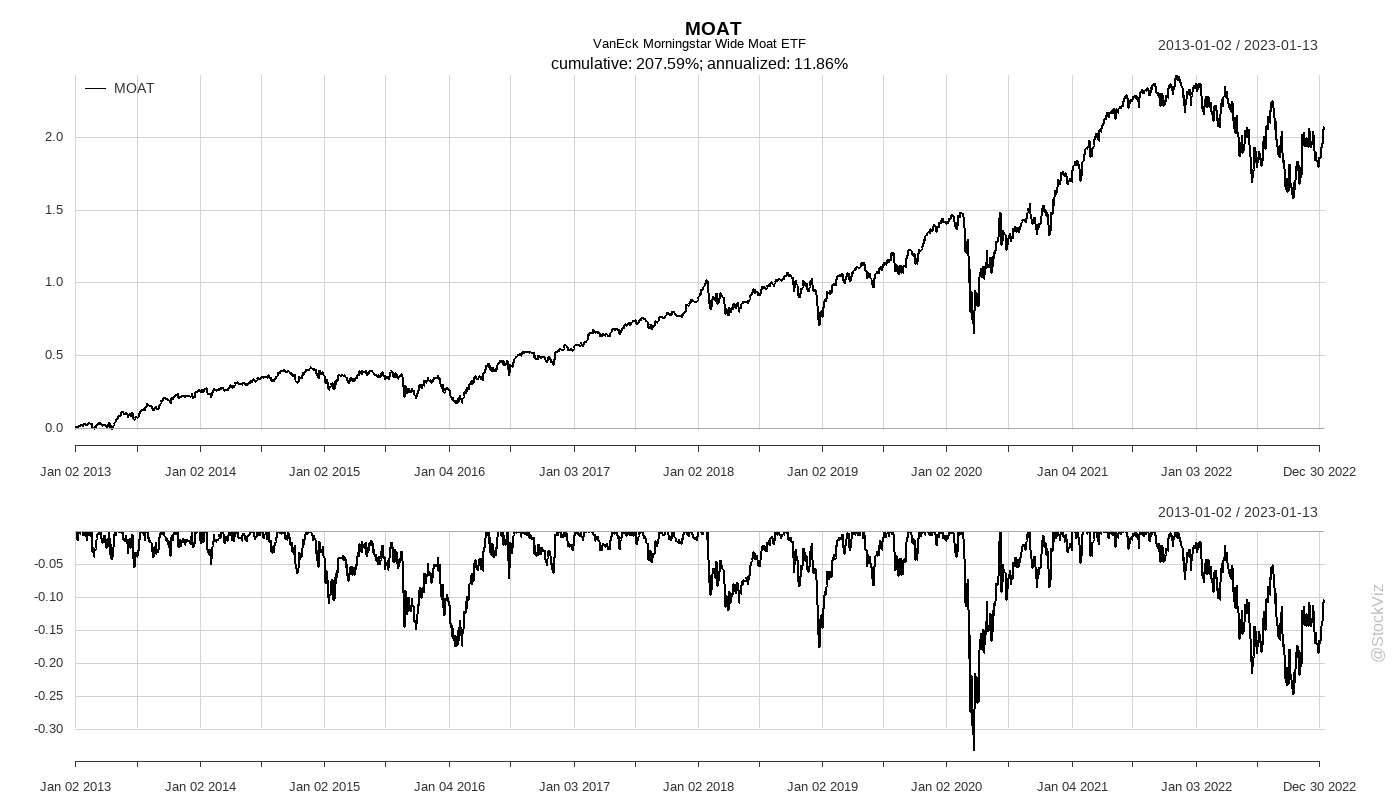 MOAT
VanEck Morningstar Wide Moat ETF
2013-01-02 / 2023-01-13
cumulative: 207.59%; annualized: 11.86%
MOAT
2.0
1.5
1.0
0.5
0.0
Jan 02 2013 Jan 02 2014 Jan 02 2015 Jan 04 2016 Jan 03 2017 Jan 02 2018 Jan 02 2019 Jan 02 2020 Jan 04 2021 Jan 03 2022 Dec 30 2022
2013-01-02 / 2023-01-13
-0.05
-0.10
-0.15
-0.20
-0.25
-0.30
Jan 02 2013 Jan 02 2014 Jan 02 2015 Jan 04 2016 Jan 03 2017 Jan 02 2018 Jan 02 2019 Jan 02 2020 Jan 04 2021 Jan 03 2022 Dec 30 2022
@StockViz